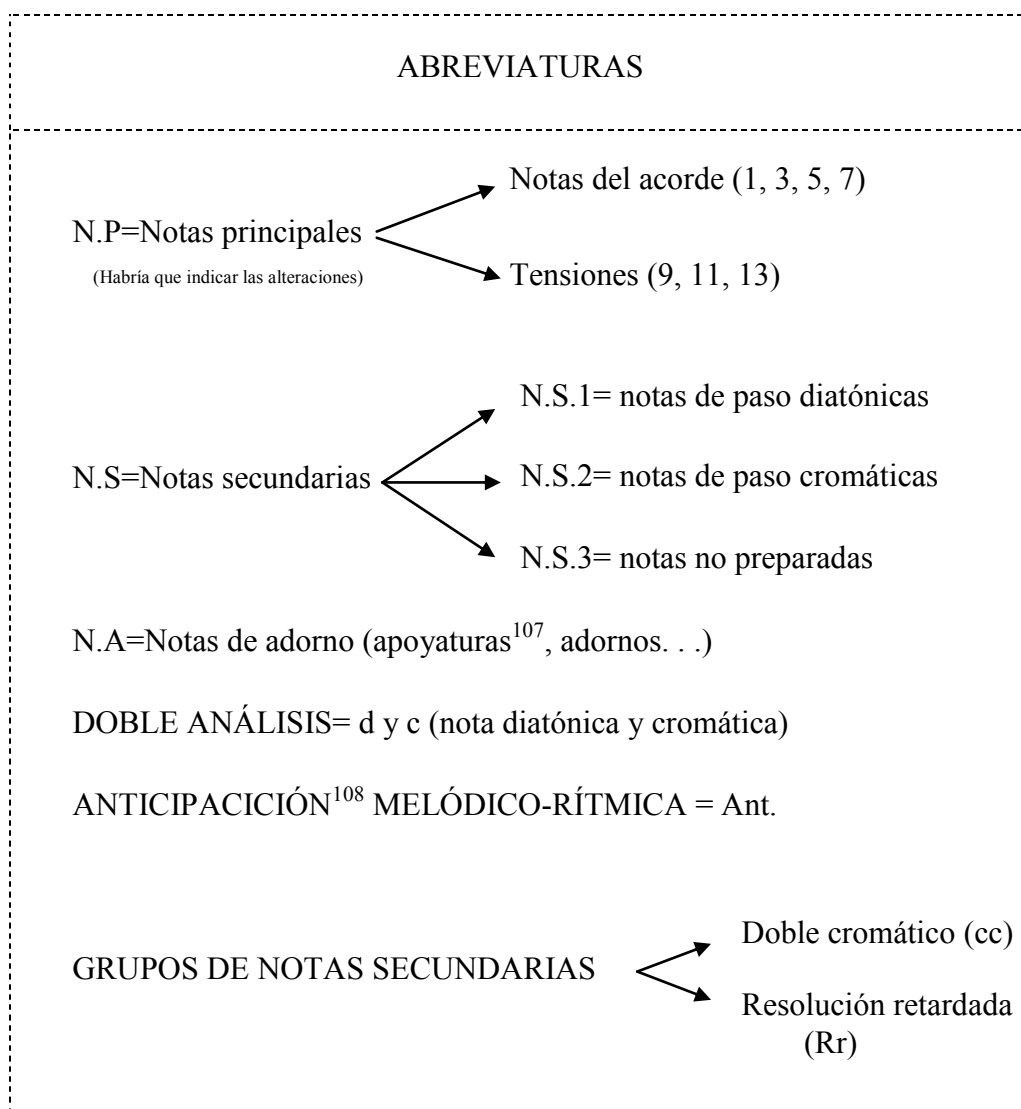 ABREVIATURAS
Notas del acorde (1, 3, 5, 7)
N.P=Notas principales
(Habría que indicar las alteraciones)
Tensiones (9, 11, 13)
N.S.1= notas de paso diatónicas
N.S=Notas secundarias
N.S.2= notas de paso cromáticas
N.S.3= notas no preparadas
N.A=Notas de adorno (apoyaturas107, adornos. . .)
DOBLE ANÁLISIS= d y c (nota diatónica y cromática)
ANTICIPACICIÓN108 MELÓDICO-RÍTMICA = Ant.
Doble cromático (cc)
GRUPOS DE NOTAS SECUNDARIAS
Resolución retardada
(Rr)